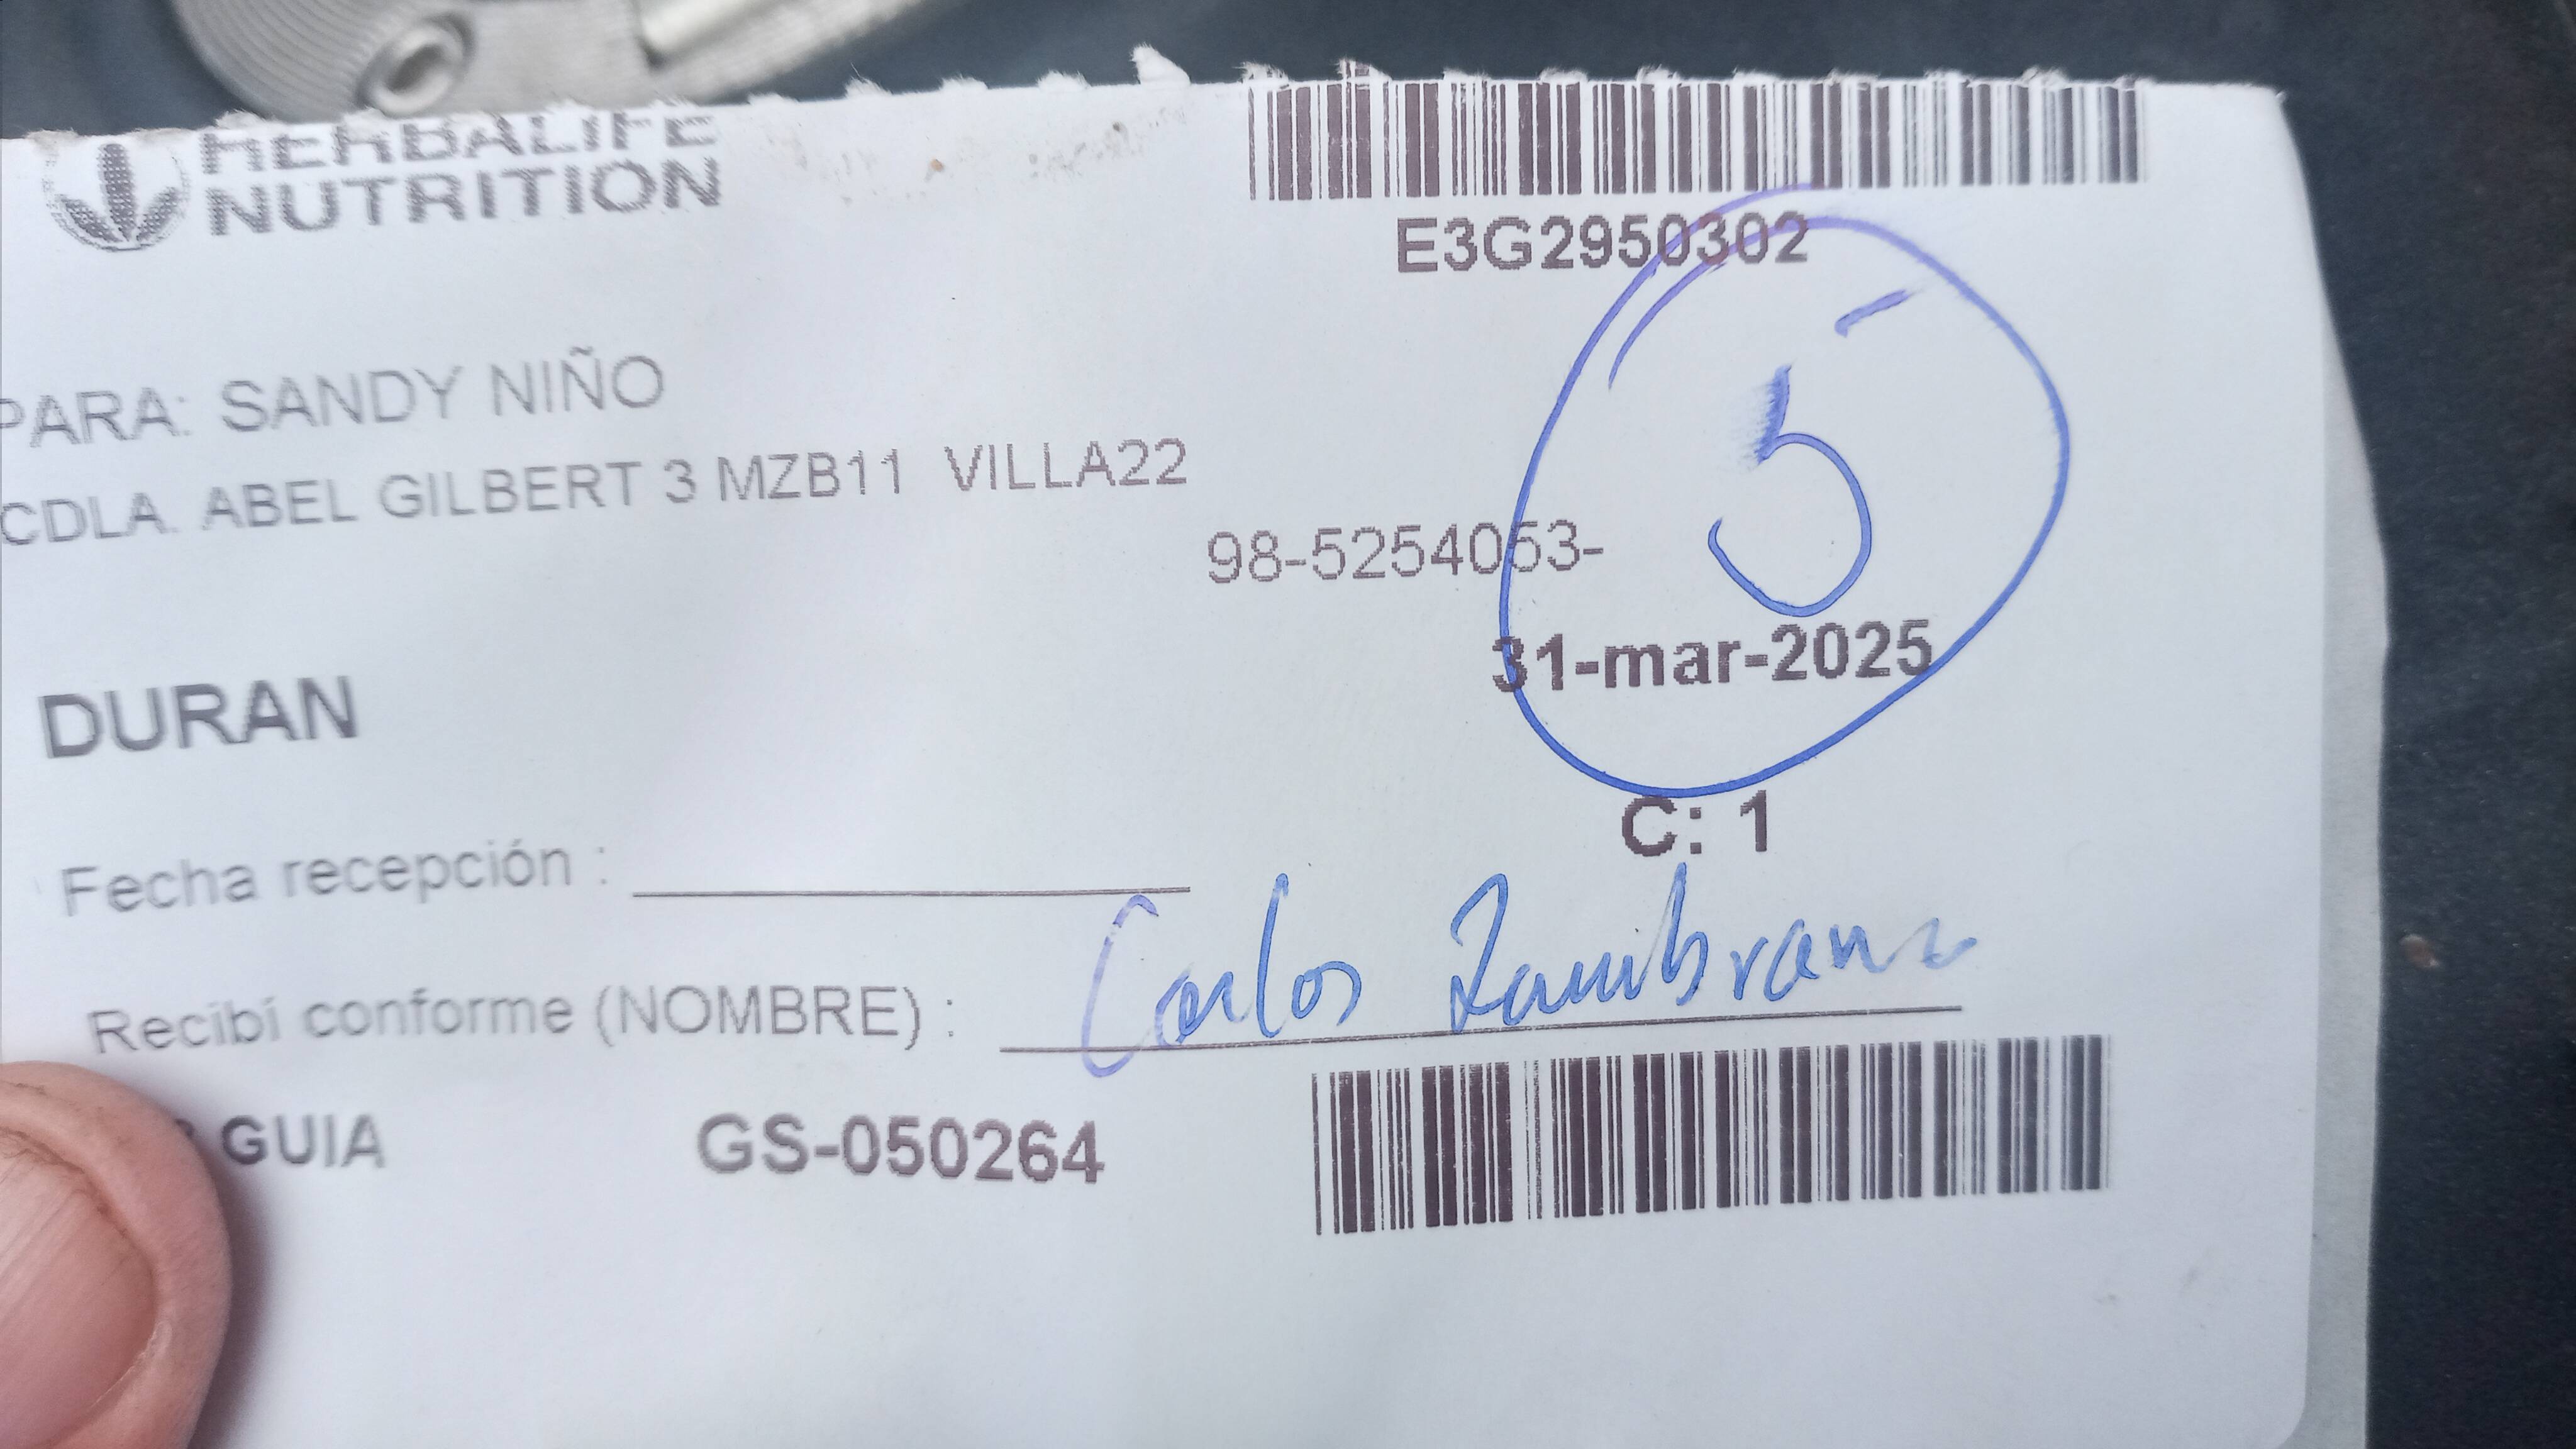 HERBALIFE
NUTRITION
E3G2950302
5
PARA: SANDY NIÑO
CDLA. ABEL GILBERT 3 MZB11 VILLA22
98-5254053-
31-mar-2025
DURAN
C: 1
Fecha recepción :
Recibí conforme (NOMBRE) : Carlos Zambrano
GUIA GS-050264